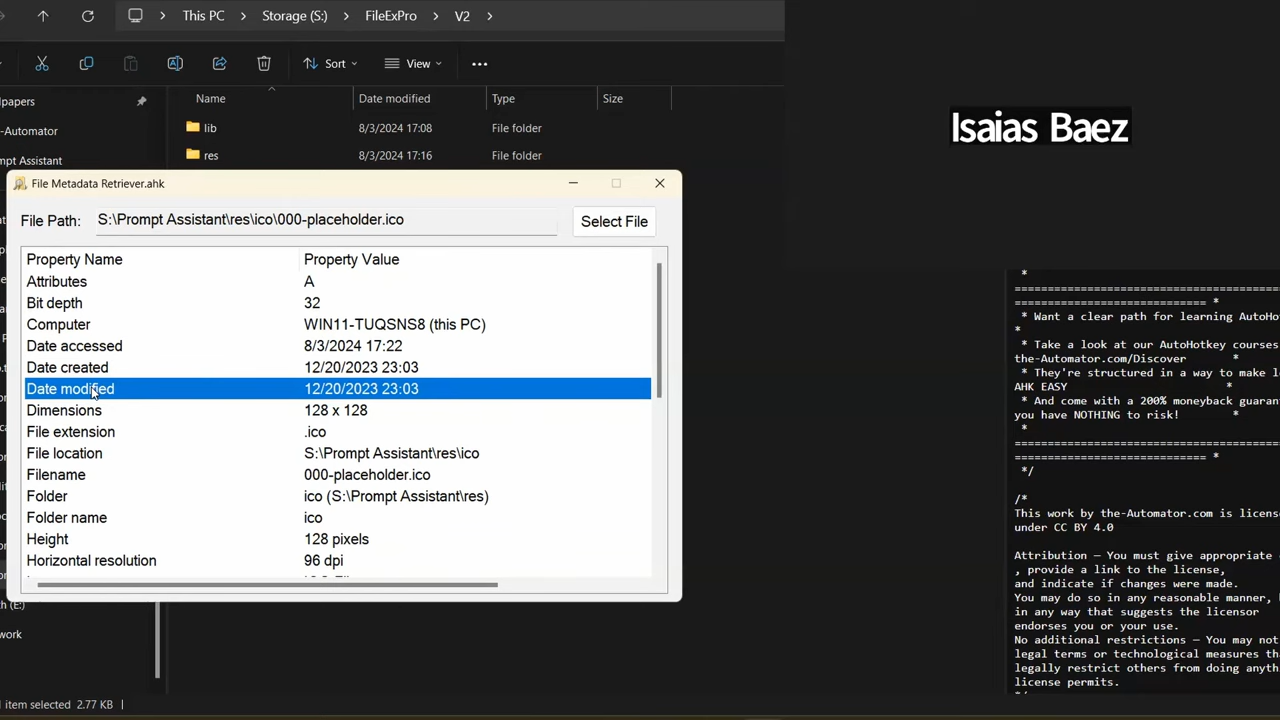 This PC > Storage (S:) > FileExPro > V2 >
Sort View
Name Date modified Type Size
lib 8/3/2024 17:08 File folder
res 8/3/2024 17:16 File folder
-Automator
Assistant
Isaias Baez
File Metadata Retriever.ahk
File Path: S:\Prompt Assistant\res\ico\000-placeholder.ico Select File
Property Name Property Value
Attributes A
Bit depth 32
Computer WIN11-TUQSNS8 (this PC)
Date accessed 8/3/2024 17:22
Date created 12/20/2023 23:03
Date modified 12/20/2023 23:03
Dimensions 128 x 128
File extension .ico
File location S:\Prompt Assistant\res\ico
Filename 000-placeholder.ico
Folder ico (S:\Prompt Assistant\res)
Folder name ico
Height 128 pixels
Horizontal resolution 96 dpi
(E:)
item selected 2.77 KB
*
==========================
========================== *
* Want a clear path for learning
*
* Take a look at our AutoHotkey courses
the-Automator.com/Discover *
* They're structured in a way to make
AHK EASY *
* And come with a 200% moneyback
you have NOTHING to risk! *
*
==========================
========================== *
*/
/*
This work by the-Automator.com is
under CC BY 4.0
Attribution — You must give appropriate
, provide a link to the license,
and indicate if changes were made.
You may do so in any reasonable manner,
in any way that suggests the licensor
endorses you or your use.
No additional restrictions — You may not
legal terms or technological measures
legally restrict others from doing
license permits.